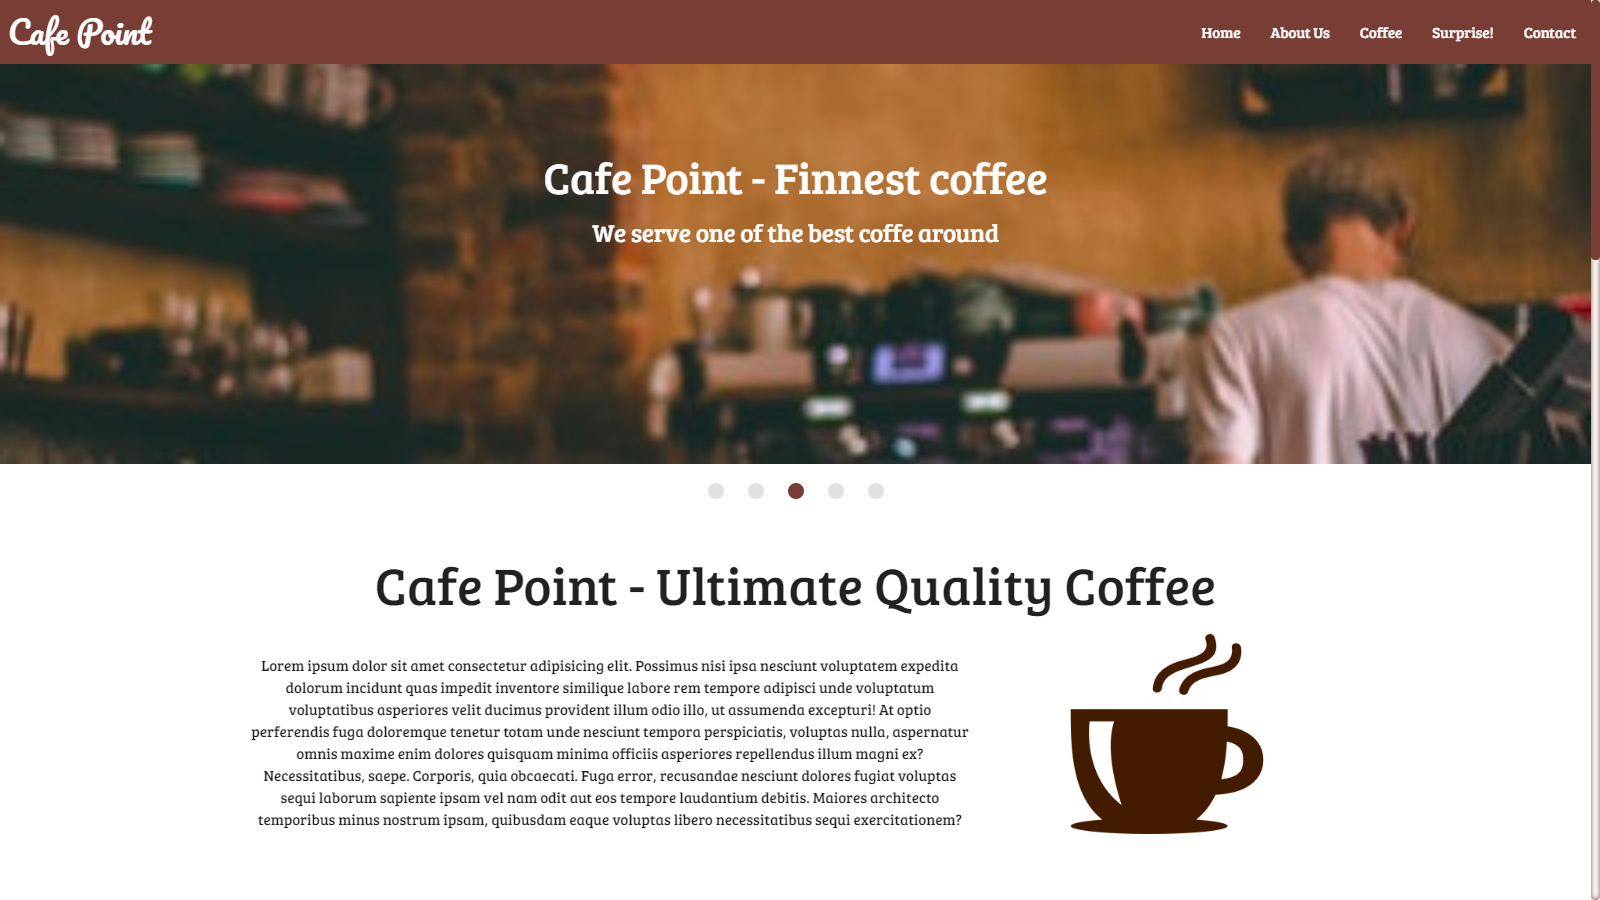 Cafe Point
Home About Us Coffee Surprise! Contact
Cafe Point - Finnest coffee
We serve one of the best coffe around
Cafe Point - Ultimate Quality Coffee
Lorem ipsum dolor sit amet consectetur adipisicing elit. Possimus nisi ipsa nesciunt voluptatem expedita
dolorum incidunt quas impedit inventore similique labore rem tempore adipisci unde voluptatum
voluptatibus asperiores velit ducimus provident illum odio illo, ut assumenda excepturi! At optio
perferendis fuga doloremque tenetur totam unde nesciunt tempora perspiciatis, voluptas nulla, aspernatur
omnis maxime enim dolores quisquam minima officiis asperiores repellendus illum magni ex?
Necessitatibus, saepe. Corporis, quia obcaecati. Fuga error, recusandae nesciunt dolores fugiat voluptas
sequi laborum sapiente ipsam vel nam odit aut eos tempore laudantium debitis. Maiores architecto
temporibus minus nostrum ipsam, quibusdam eaque voluptas libero necessitatibus sequi exercitationem?